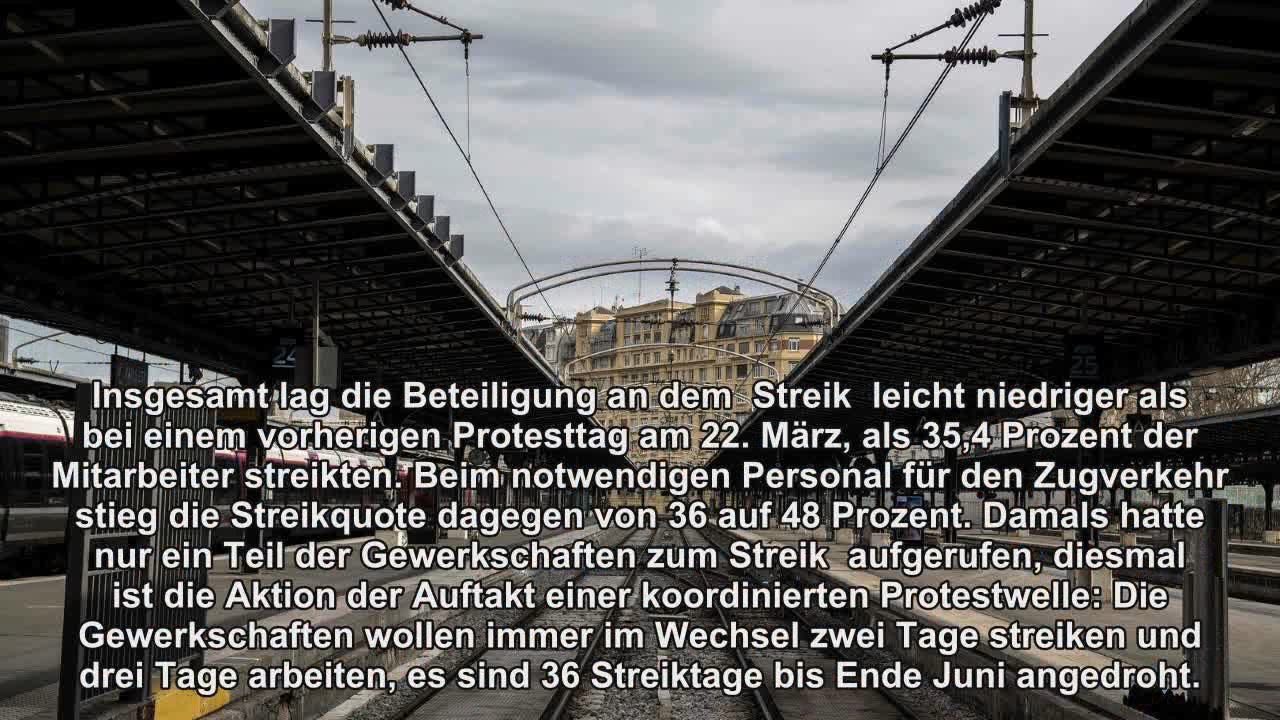 24
25
Insgesamt lag die Beteiligung an dem Streik leicht niedriger als
bei einem vorherigen Protesttag am 22. März, als 35,4 Prozent der
Mitarbeiter streikten. Beim notwendigen Personal für den Zugverkehr
stieg die Streikquote dagegen von 36 auf 48 Prozent. Damals hatte
nur ein Teil der Gewerkschaften zum Streik aufgerufen, diesmal
ist die Aktion der Auftakt einer koordinierten Protestwelle: Die
Gewerkschaften wollen immer im Wechsel zwei Tage streiken und
drei Tage arbeiten, es sind 36 Streiktage bis Ende Juni angedroht.